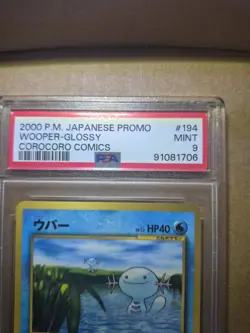 2000 P.M. JAPANESE PROMO #194
WOOPER-GLOSSY MINT
COROCORO COMICS 9
PSA 91081706
ウパー HP40